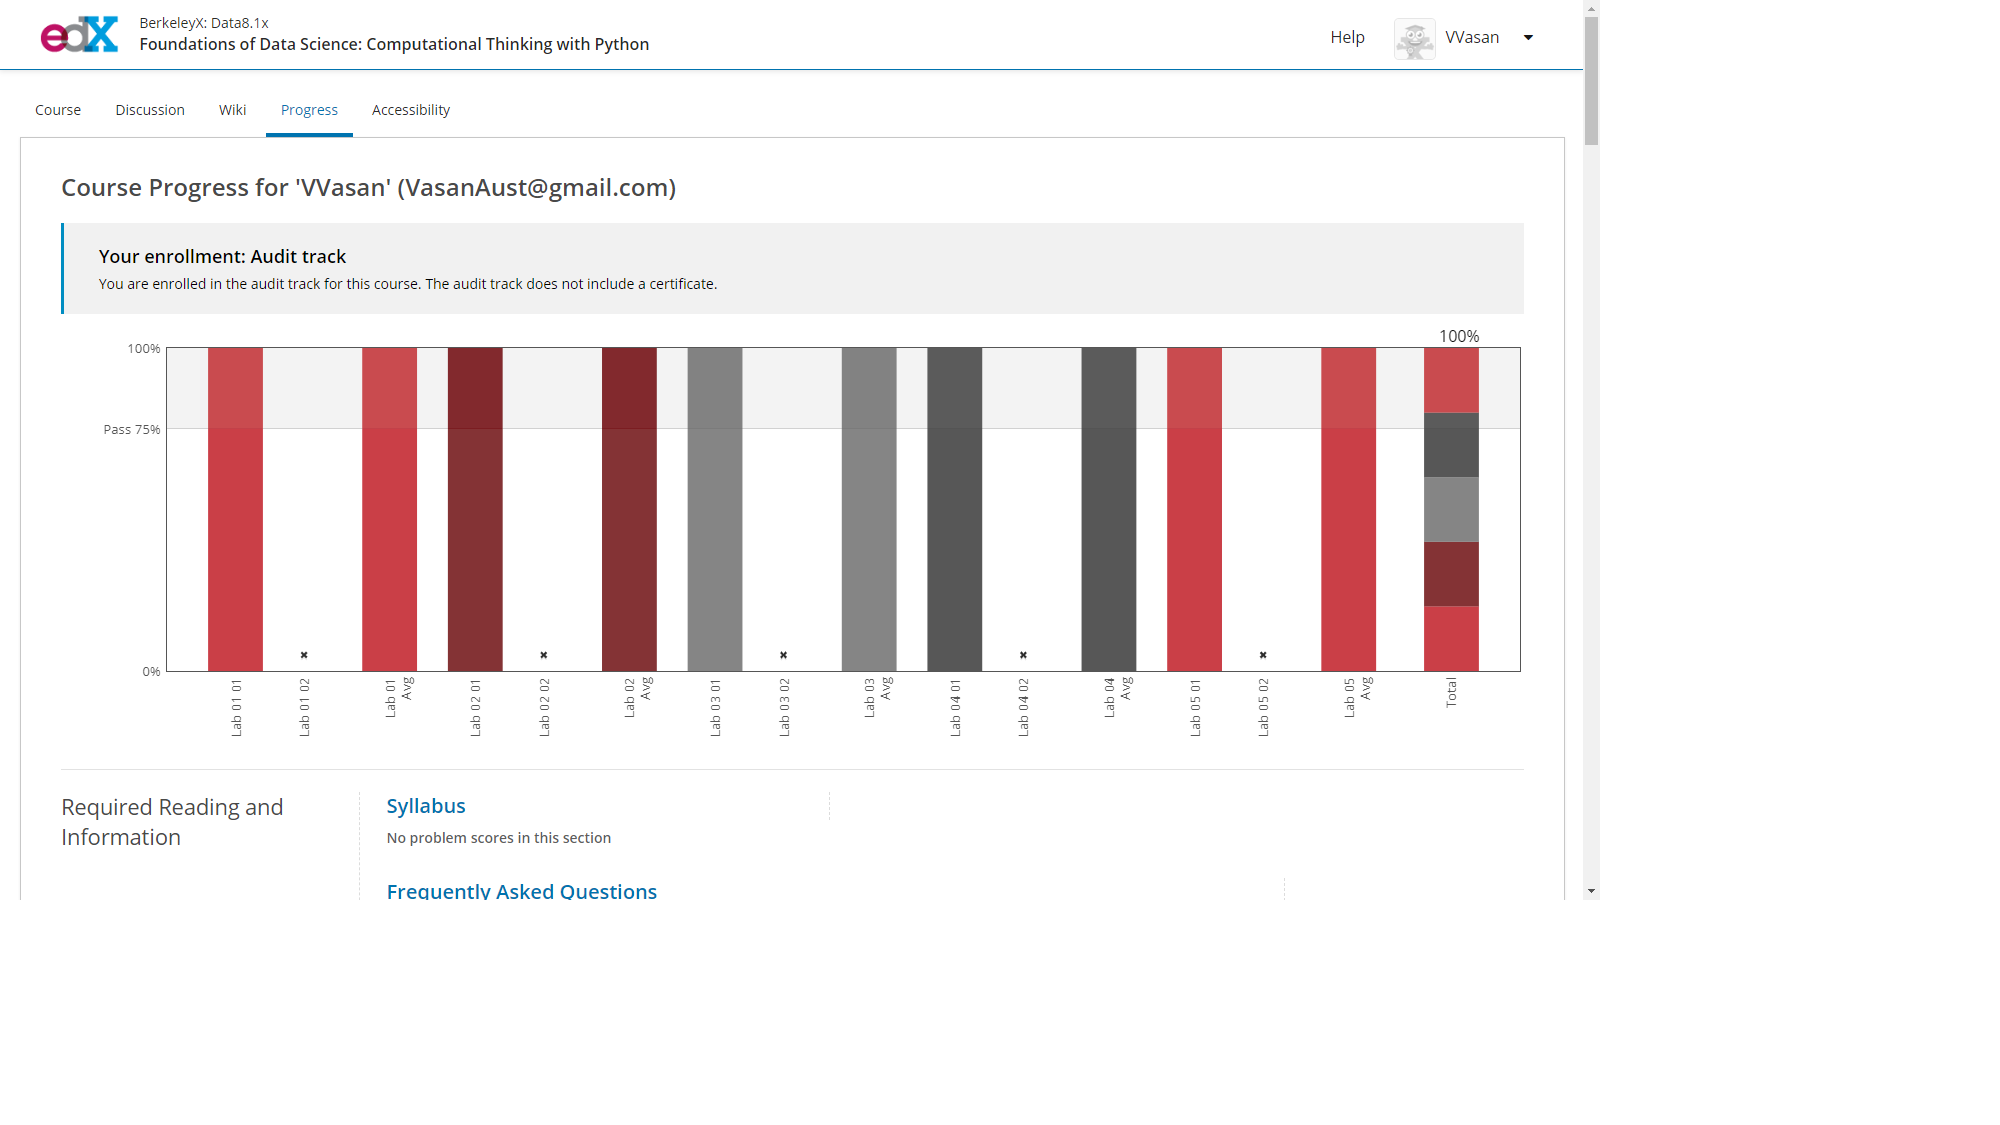 edX
BerkeleyX: Data8.1x
Foundations of Data Science: Computational Thinking with Python
Help
VVasan
Course
Discussion
Wiki
Progress
Accessibility
Course Progress for 'VVasan' (VasanAust@gmail.com)
Your enrollment: Audit track
You are enrolled in the audit track for this course. The audit track does not include a certificate.
100%
100%
Pass 75%
0%
Lab 01 01
Lab 01 02
Lab 01
Avg
Lab 02 01
Lab 02 02
Lab 02
Avg
Lab 03 01
Lab 03 02
Lab 03
Avg
Lab 04 01
Lab 04 02
Lab 04
Avg
Lab 05 01
Lab 05 02
Lab 05
Avg
Total
Required Reading and
Information
Syllabus
No problem scores in this section
Frequently Asked Questions